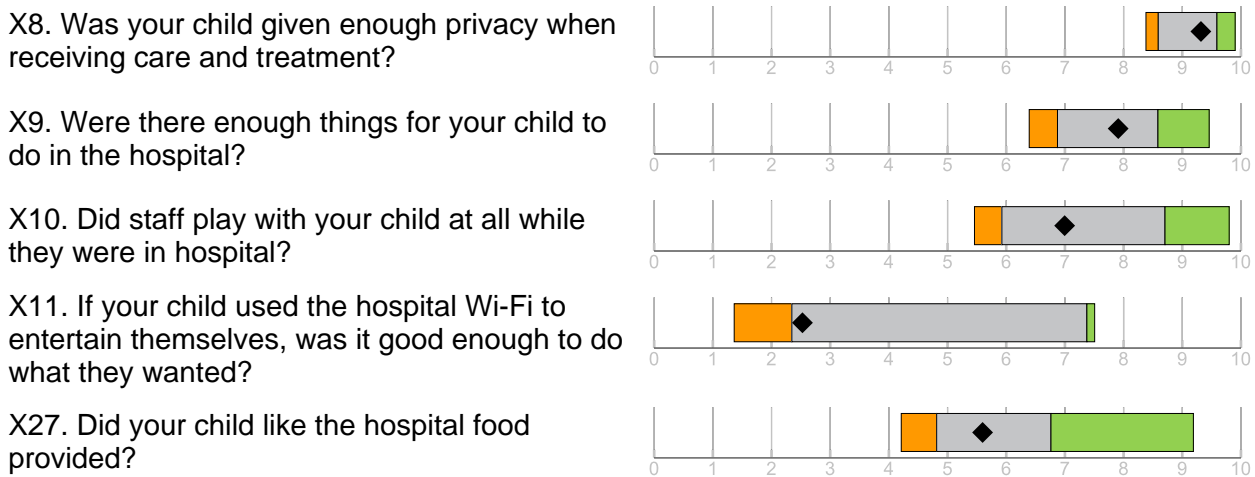 X8. Was your child given enough privacy when
receiving care and treatment?
0 1 2 3 4 5 6 7 8 9 10
X9. Were there enough things for your child to
do in the hospital?
0 1 2 3 4 5 6 7 8 9 10
X10. Did staff play with your child at all while
they were in hospital?
0 1 2 3 4 5 6 7 8 9 10
X11. If your child used the hospital Wi-Fi to
entertain themselves, was it good enough to do
what they wanted?
0 1 2 3 4 5 6 7 8 9 10
X27. Did your child like the hospital food
provided?
0 1 2 3 4 5 6 7 8 9 10